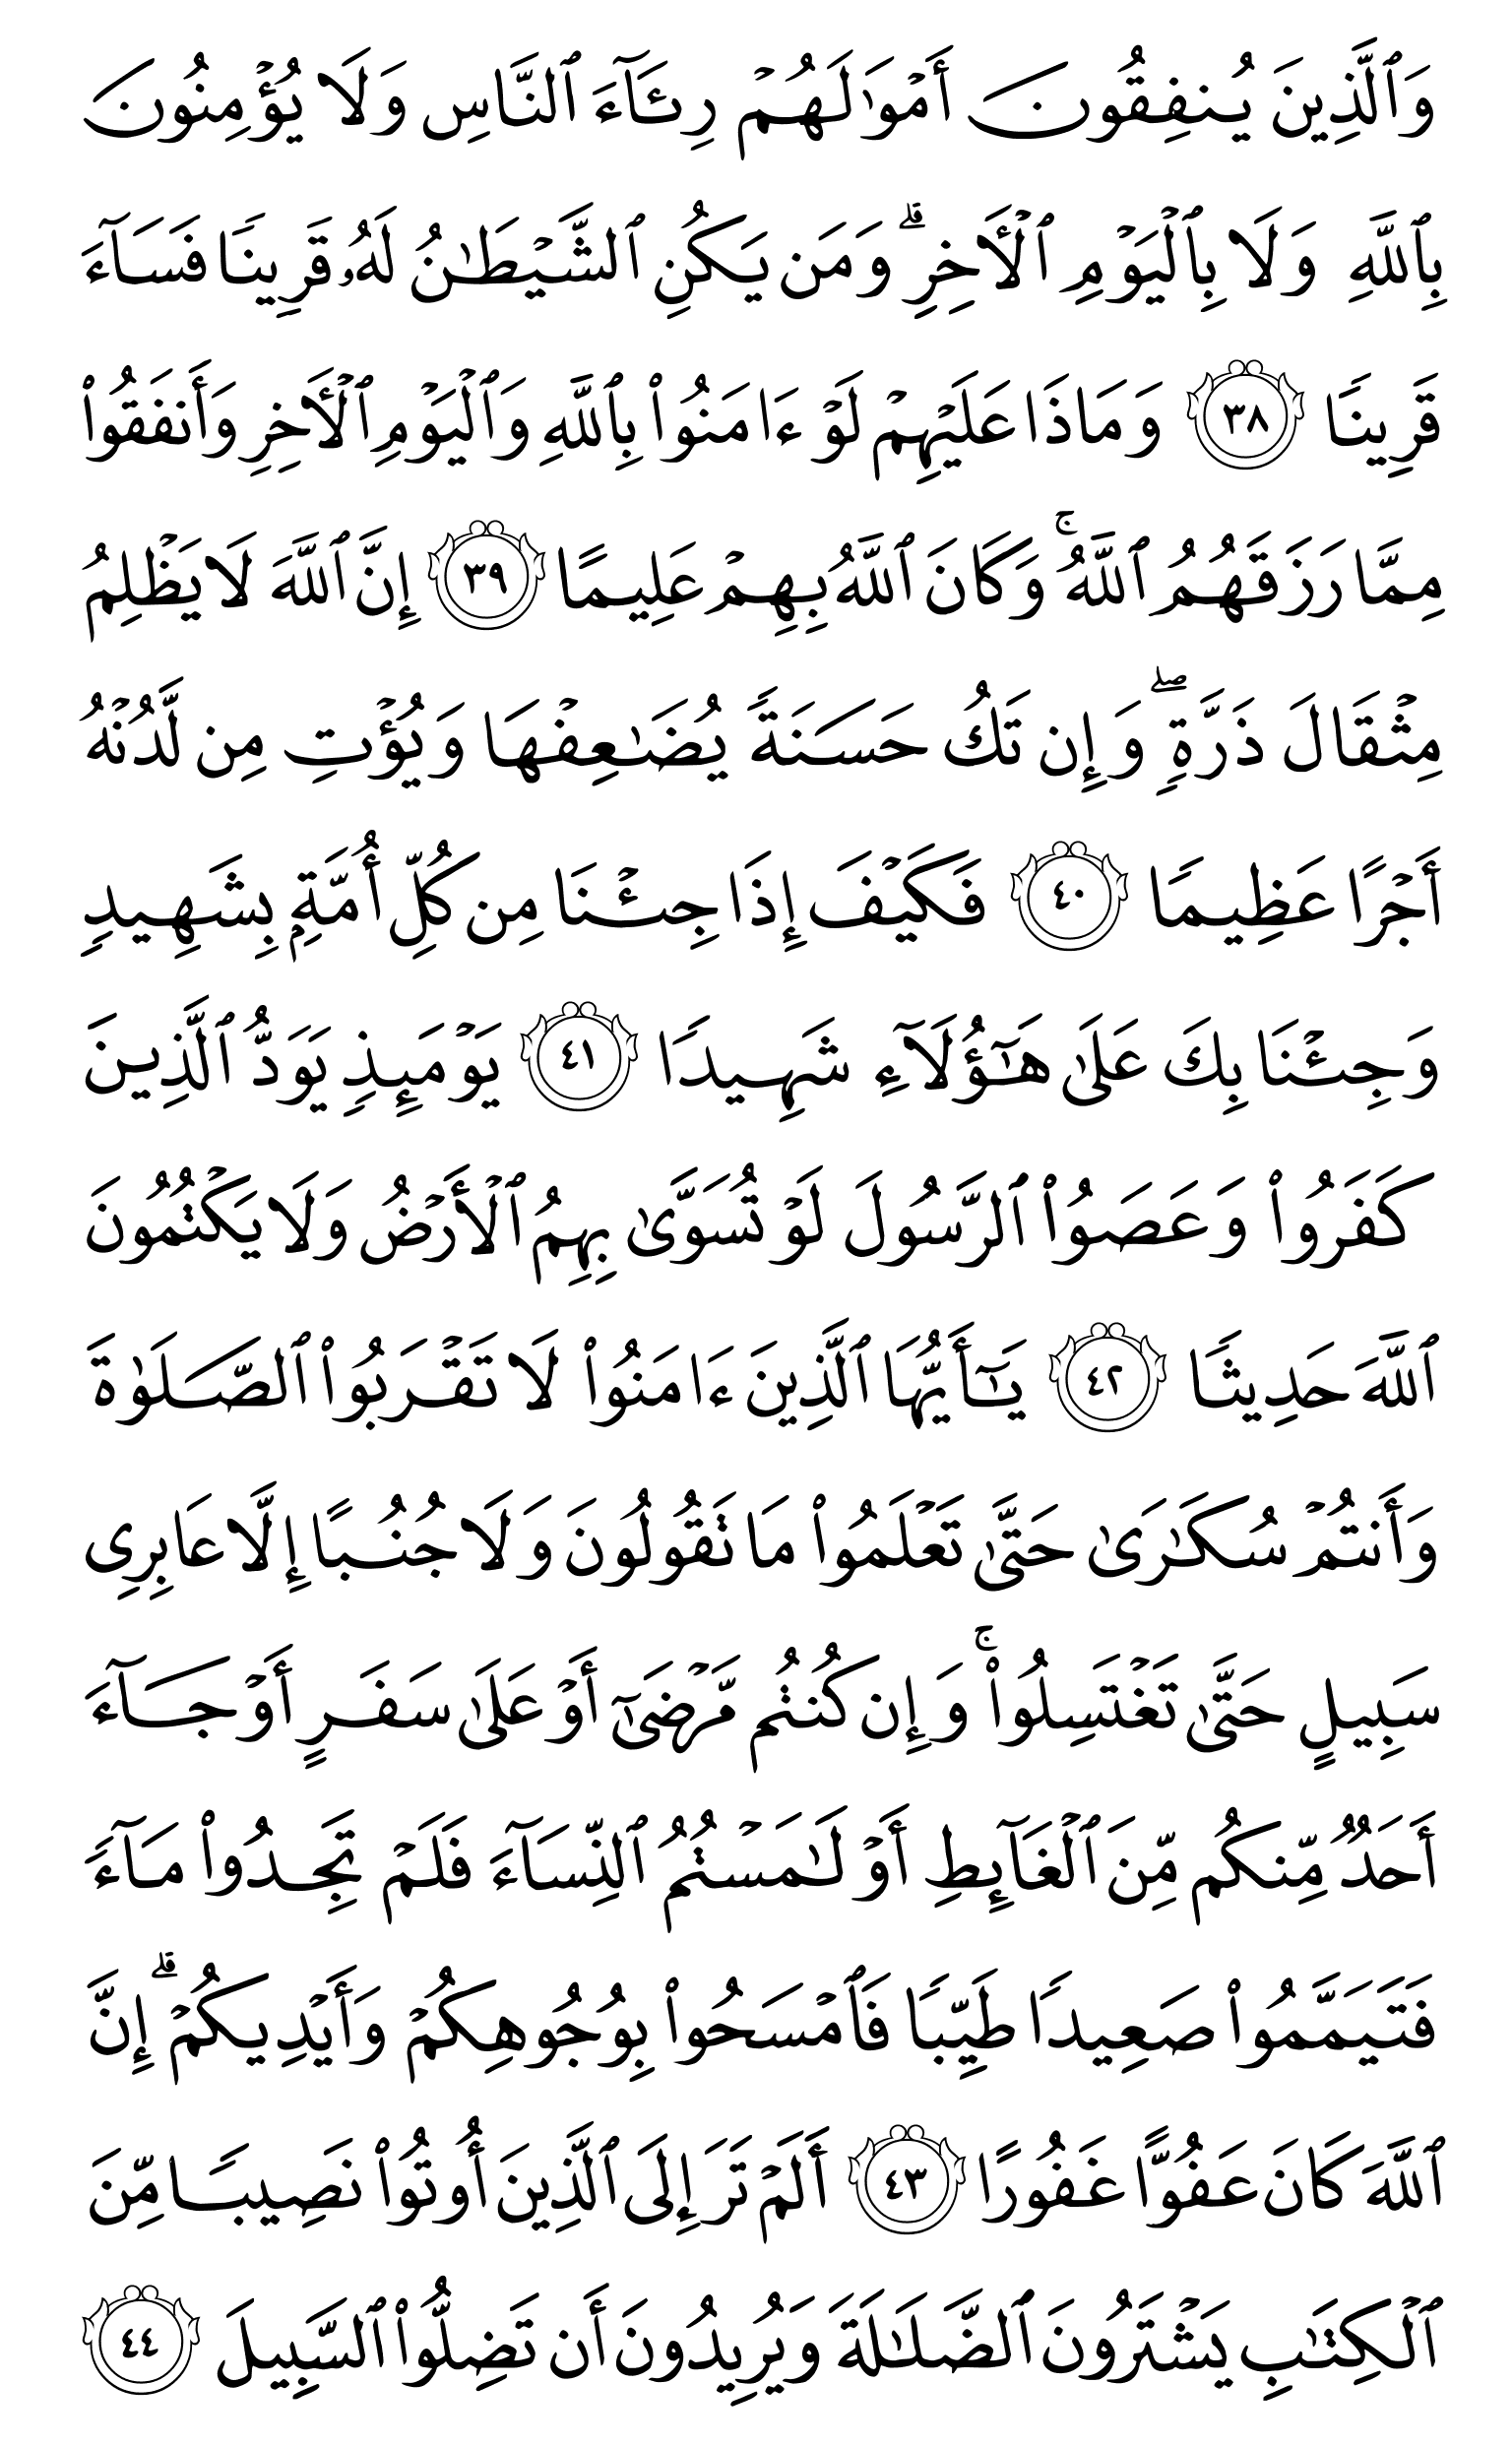 وَٱلَّذِينَ يُنفِقُونَ أَمۡوَٰلَهُمۡ رِئَآءَ ٱلنَّاسِ وَلَا يُؤۡمِنُونَ
بِٱللَّهِ وَلَا بِٱلۡيَوۡمِ ٱلۡأٓخِرِۗ وَمَن يَكُنِ ٱلشَّيۡطَٰنُ لَهُۥ قَرِينٗا فَسَآءَ
قَرِينٗا ٣٨ وَمَاذَا عَلَيۡهِمۡ لَوۡ ءَامَنُواْ بِٱللَّهِ وَٱلۡيَوۡمِ ٱلۡأٓخِرِ وَأَنفَقُواْ
مِمَّا رَزَقَهُمُ ٱللَّهُۚ وَكَانَ ٱللَّهُ بِهِمۡ عَلِيمًا ٣٩ إِنَّ ٱللَّهَ لَا يَظۡلِمُ
مِثۡقَالَ ذَرَّةٖۖ وَإِن تَكُ حَسَنَةٗ يُضَٰعِفۡهَا وَيُؤۡتِ مِن لَّدُنۡهُ
أَجۡرًا عَظِيمٗا ٤٠ فَكَيۡفَ إِذَا جِئۡنَا مِن كُلِّ أُمَّةِۭ بِشَهِيدٖ
وَجِئۡنَا بِكَ عَلَىٰ هَٰٓؤُلَآءِ شَهِيدٗا ٤١ يَوۡمَئِذٖ يَوَدُّ ٱلَّذِينَ
كَفَرُواْ وَعَصَوُاْ ٱلرَّسُولَ لَوۡ تُسَوَّىٰ بِهِمُ ٱلۡأَرۡضُ وَلَا يَكۡتُمُونَ
ٱللَّهَ حَدِيثٗا ٤٢ يَٰٓأَيُّهَا ٱلَّذِينَ ءَامَنُواْ لَا تَقۡرَبُواْ ٱلصَّلَوٰةَ
وَأَنتُمۡ سُكَٰرَىٰ حَتَّىٰ تَعۡلَمُواْ مَا تَقُولُونَ وَلَا جُنُبًا إِلَّا عَابِرِي
سَبِيلٍ حَتَّىٰ تَغۡتَسِلُواْۚ وَإِن كُنتُم مَّرۡضَىٰٓ أَوۡ عَلَىٰ سَفَرٍ أَوۡ جَآءَ
أَحَدٞ مِّنكُم مِّنَ ٱلۡغَآئِطِ أَوۡ لَٰمَسۡتُمُ ٱلنِّسَآءَ فَلَمۡ تَجِدُواْ مَآءٗ
فَتَيَمَّمُواْ صَعِيدٗا طَيِّبٗا فَٱمۡسَحُواْ بِوُجُوهِكُمۡ وَأَيۡدِيكُمۡۗ إِنَّ
ٱللَّهَ كَانَ عَفُوًّا غَفُورًا ٤٣ أَلَمۡ تَرَ إِلَى ٱلَّذِينَ أُوتُواْ نَصِيبٗا مِّنَ
ٱلۡكِتَٰبِ يَشۡتَرُونَ ٱلضَّلَٰلَةَ وَيُرِيدُونَ أَن تَضِلُّواْ ٱلسَّبِيلَ ٤٤